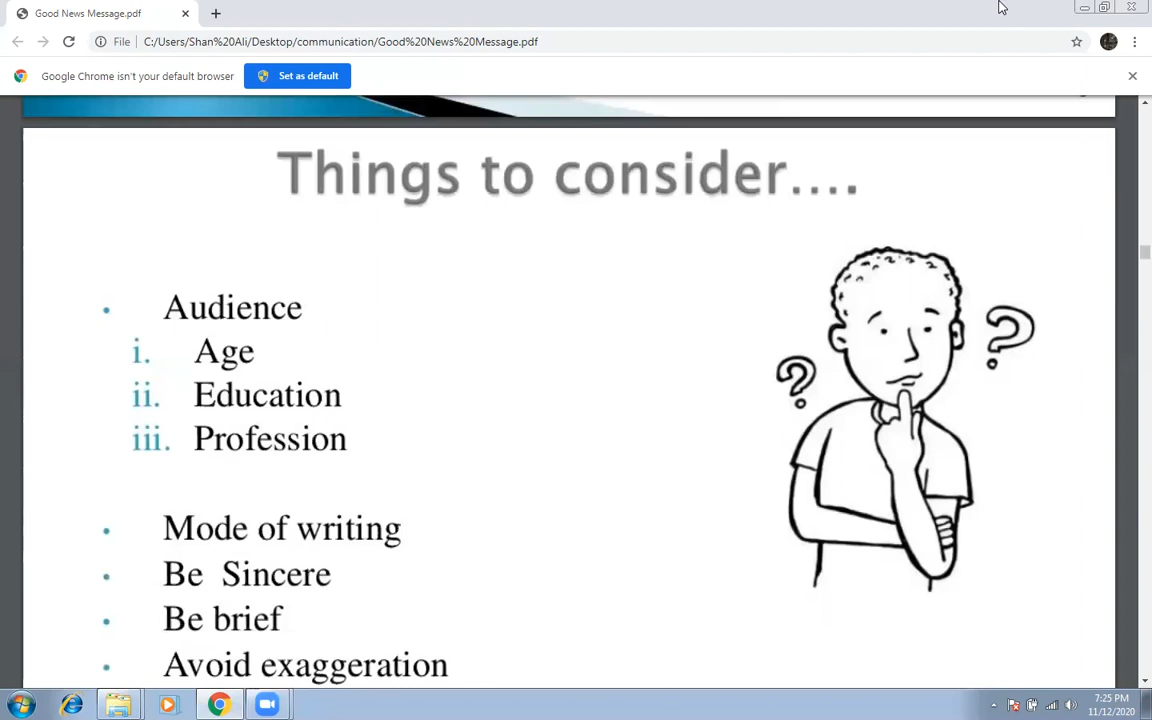 Good News Message.pdf
File C:/Users/Shan%20Ali/Desktop/communication/Good%20News%20Message.pdf
Google Chrome isn't your default browser Set as default
Things to consider....
• Audience
i. Age
ii. Education
iii. Profession
• Mode of writing
• Be Sincere
• Be brief
• Avoid exaggeration
? ?
7:25 PM
11/12/2020